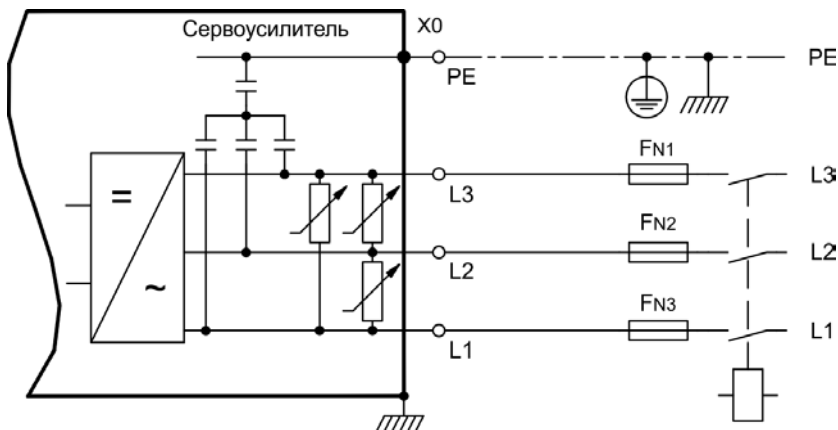 Сервоусилитель
X0
PE
PE
=
~
L3
FN1
L3
L2
FN2
L2
L1
FN3
L1